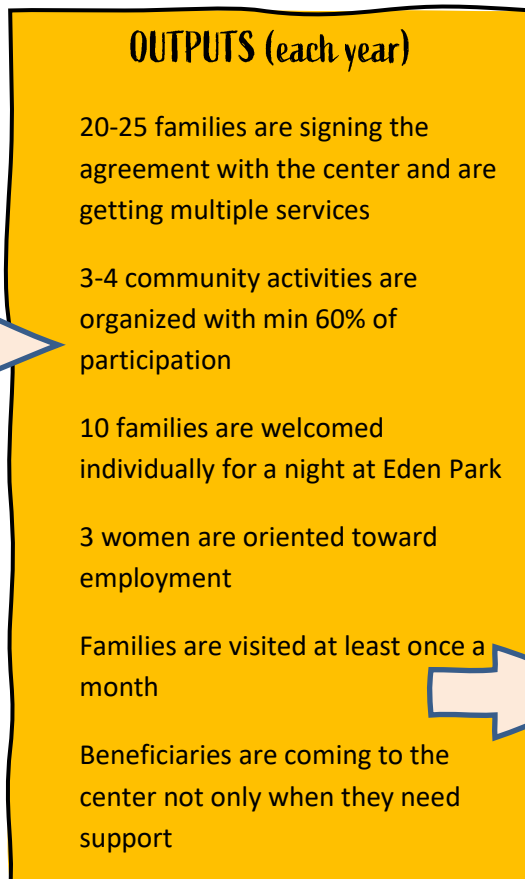 OUTPUTS (each year)
20-25 families are signing the
agreement with the center and are
getting multiple services
3-4 community activities are
organized with min 60% of
participation
10 families are welcomed
individually for a night at Eden Park
3 women are oriented toward
employment
Families are visited at least once a
month
Beneficiaries are coming to the
center not only when they need
support